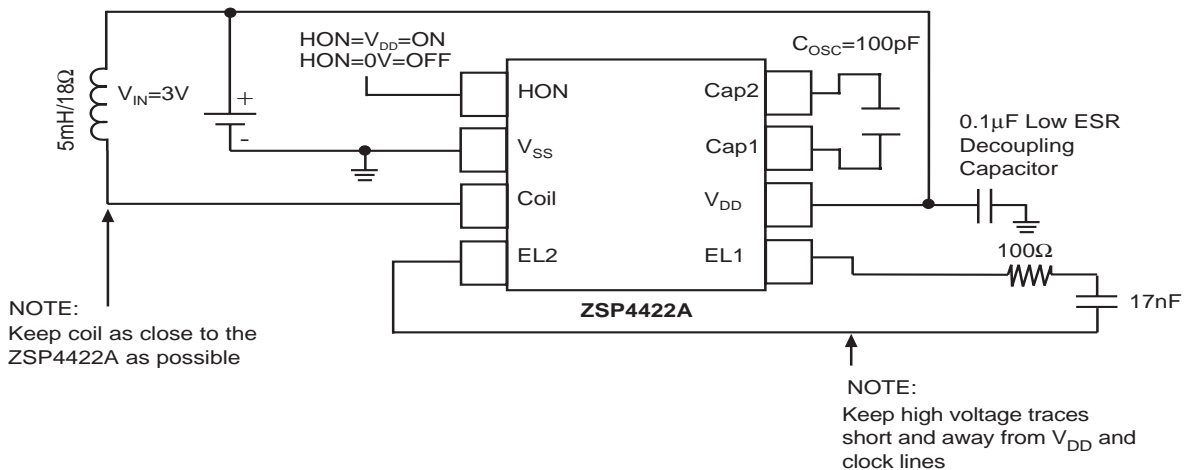 HON=VDD=ON
HON=0V=OFF
COSC=100pF
5mH/18Ω
VIN=3V
+
-
HON
VSS
Coil
EL2
Cap2
Cap1
VDD
EL1
ZSP4422A
0.1μF Low ESR
Decoupling
Capacitor
100Ω
17nF
NOTE:
Keep coil as close to the
ZSP4422A as possible
NOTE:
Keep high voltage traces
short and away from VDD and
clock lines